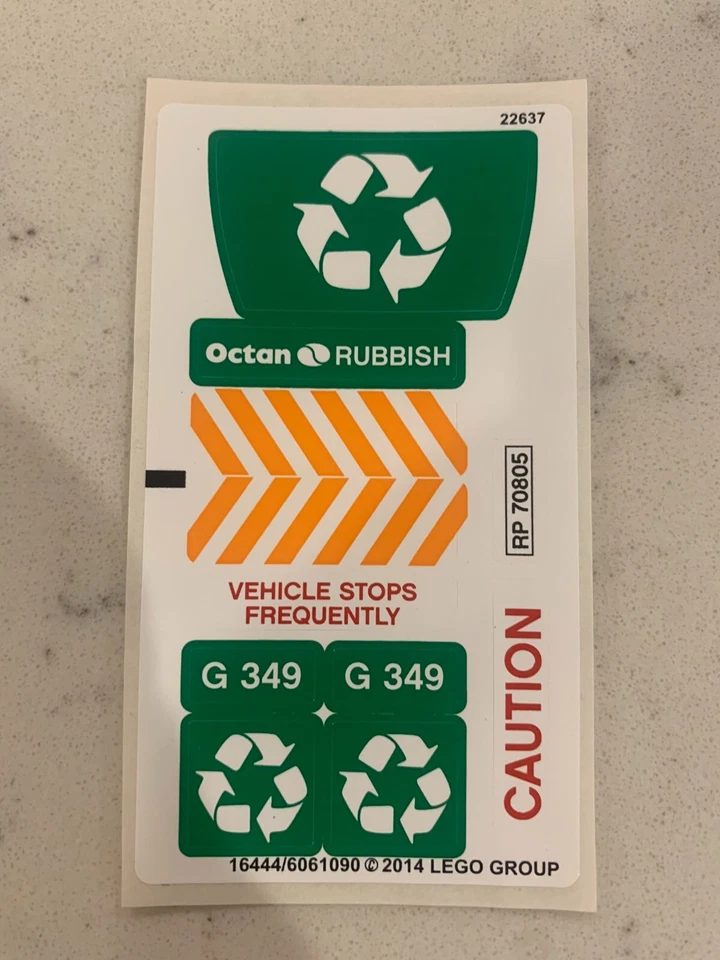 22637
Octan RUBBISH
RP 70805
VEHICLE STOPS
FREQUENTLY
CAUTION
G 349
G 349
16444/6061090 © 2014 LEGO GROUP